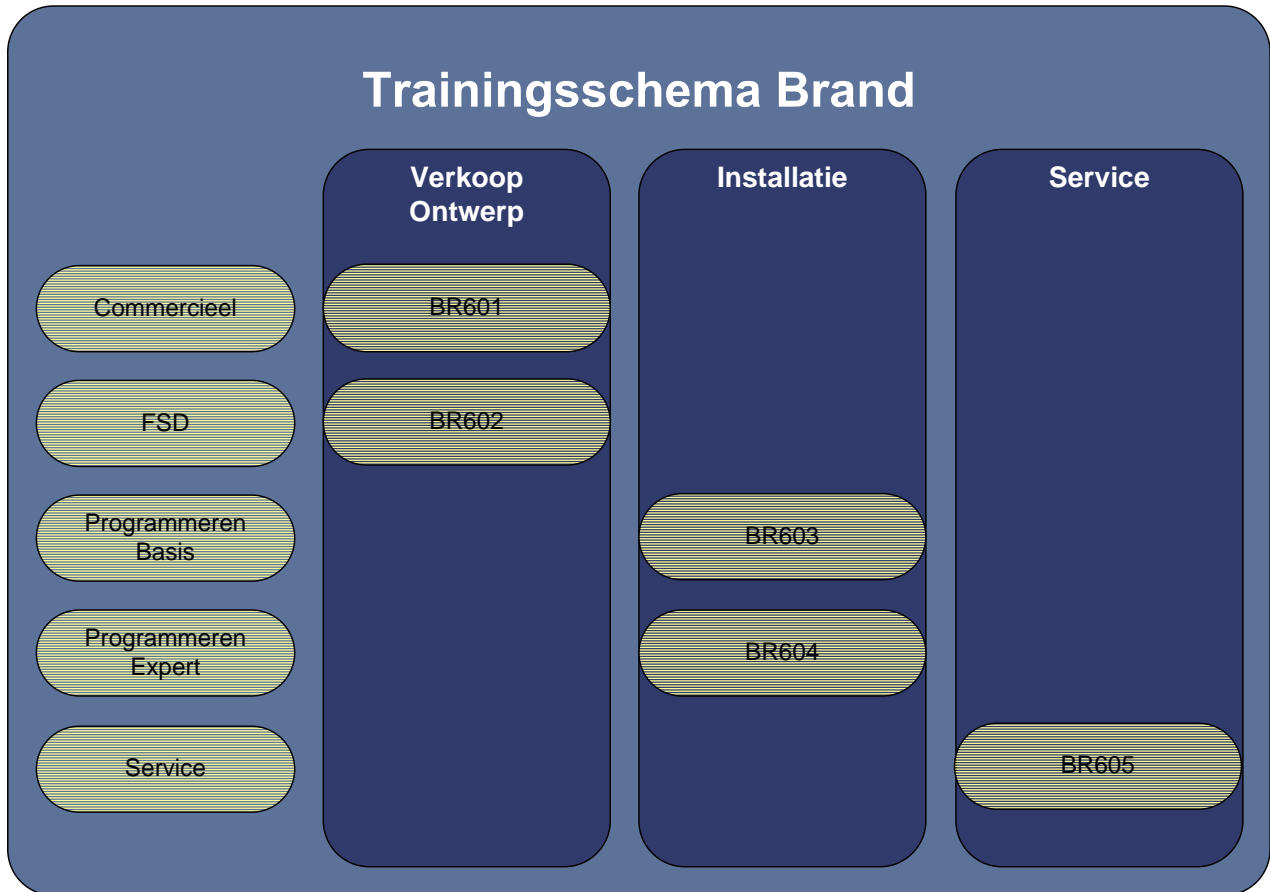 Trainingsschema Brand
Verkoop
Ontwerp
Installatie
Service
Commercieel
BR601
FSD
BR602
Programmeren
Basis
BR603
Programmeren
Expert
BR604
Service
BR605